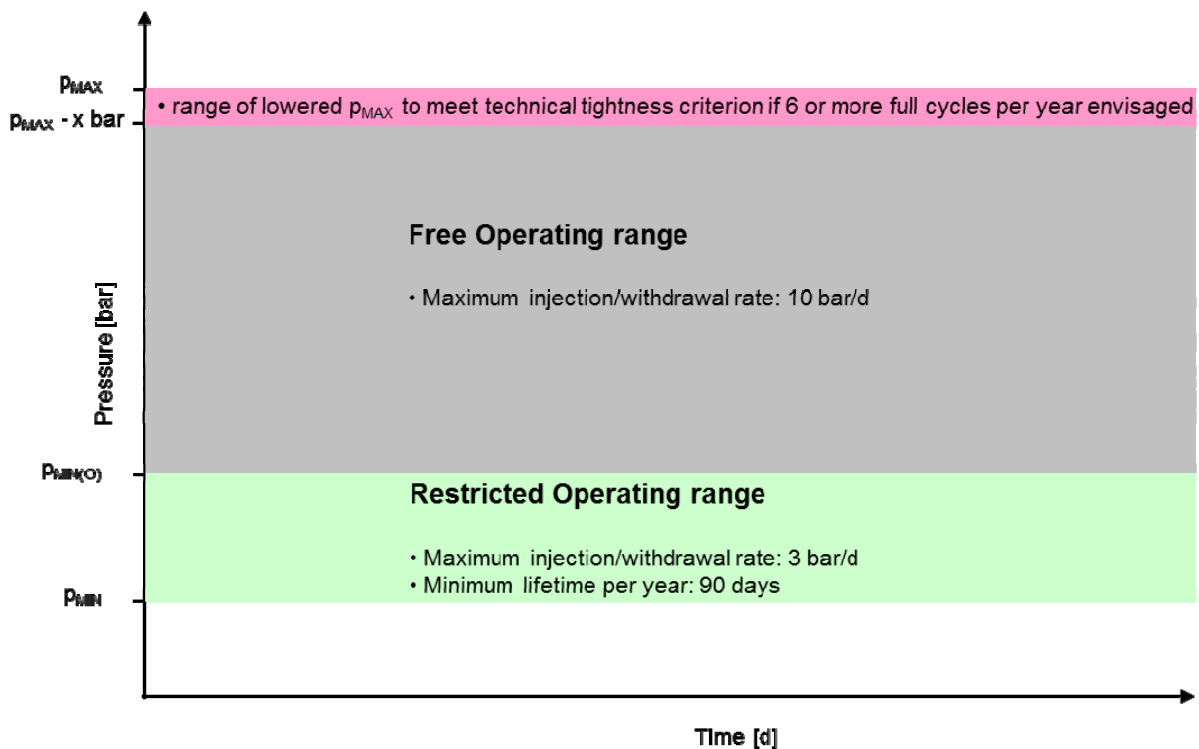 pMAX
• range of lowered pMAX to meet technical tightness criterion if 6 or more full cycles per year envisaged
pMAX - x bar
Free Operating range
• Maximum injection/withdrawal rate: 10 bar/d
Pressure [bar]
pMIN(O)
Restricted Operating range
• Maximum injection/withdrawal rate: 3 bar/d
• Minimum lifetime per year: 90 days
pMIN
Time [d]